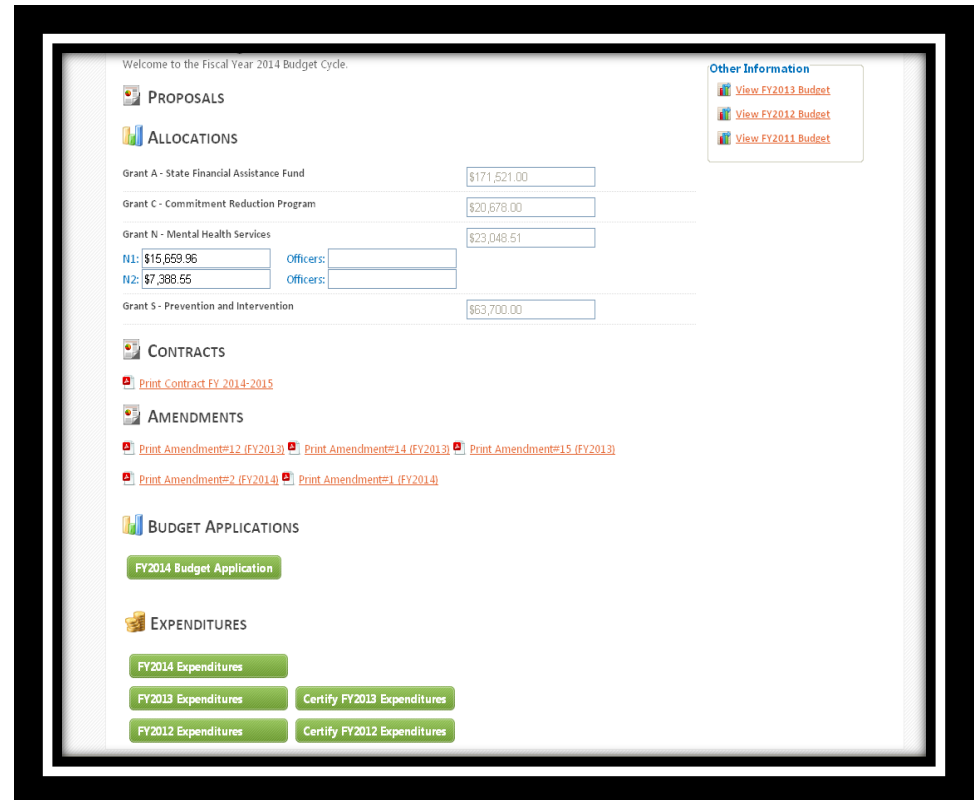 Welcome to the Fiscal Year 2014 Budget Cycle.
PROPOSALS
ALLOCATIONS
Grant A - State Financial Assistance Fund $171,521.00
Grant C - Commitment Reduction Program $20,678.00
Grant N - Mental Health Services $23,048.51
N1: $15,659.96 Officers:
N2: $7,388.55 Officers:
Grant S - Prevention and Intervention $63,700.00
CONTRACTS
Print Contract FY 2014-2015
AMENDMENTS
Print Amendment#12 (FY2013) Print Amendment#14 (FY2013) Print Amendment#15 (FY2013)
Print Amendment#2 (FY2014) Print Amendment#1 (FY2014)
BUDGET APPLICATIONS
FY2014 Budget Application
EXPENDITURES
FY2014 Expenditures
FY2013 Expenditures Certify FY2013 Expenditures
FY2012 Expenditures Certify FY2012 Expenditures
Other Information
View FY2013 Budget
View FY2012 Budget
View FY2011 Budget